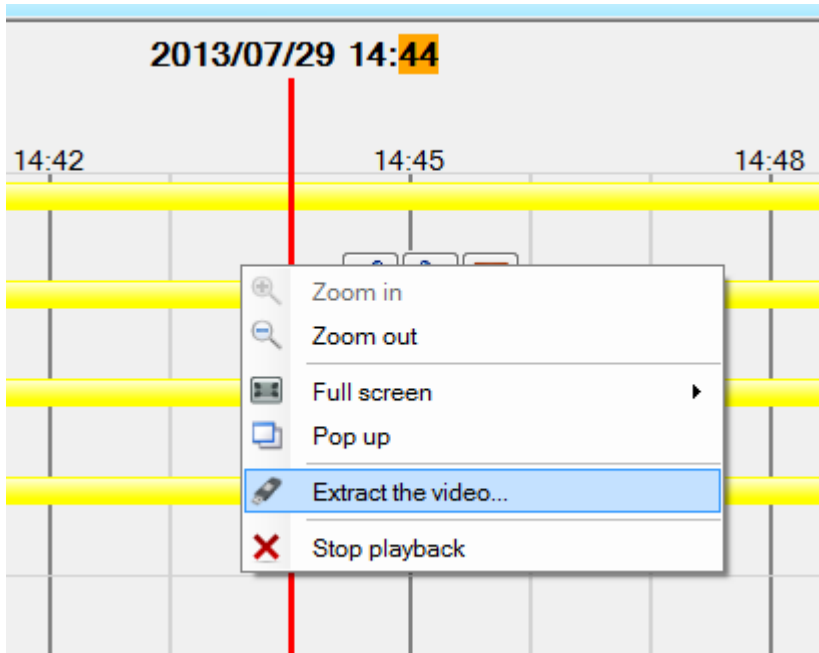 2013/07/29 14:44
14:42 14:45 14:48
Zoom in
Zoom out
Full screen
Pop up
Extract the video...
Stop playback